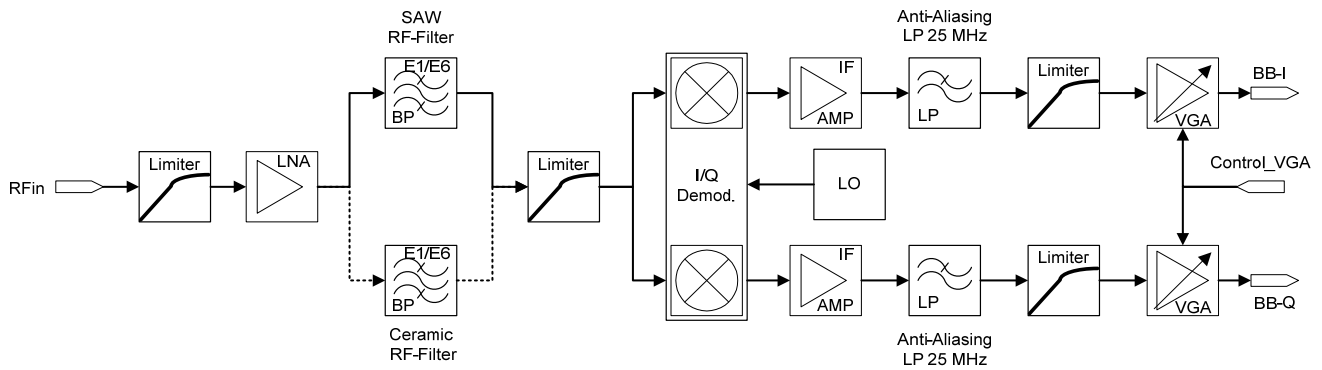 SAW
RF-Filter
E1/E6
BP
Anti-Aliasing
LP 25 MHz
IF
AMP
LP
Limiter
VGA
BB-I
RFin
Limiter
LNA
Limiter
I/Q
Demod.
LO
Control_VGA
E1/E6
BP
Ceramic
RF-Filter
IF
AMP
LP
Anti-Aliasing
LP 25 MHz
Limiter
VGA
BB-Q